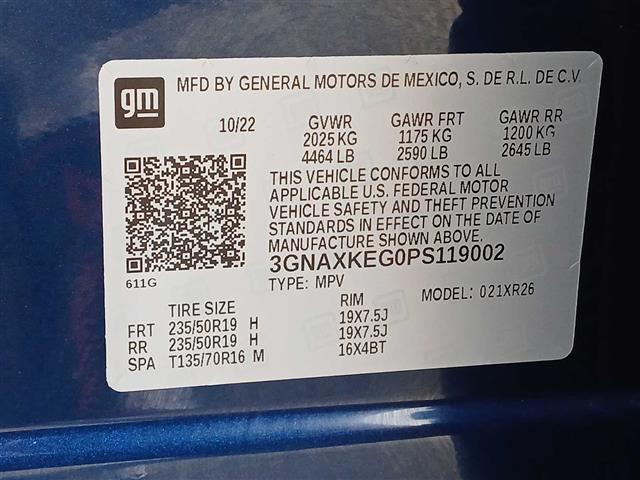 gm
MFD BY GENERAL MOTORS DE MEXICO, S. DE R.L. DE C.V.
10/22 GVWR GAWR FRT GAWR RR
2025 KG 1175 KG 1200 KG
4464 LB 2590 LB 2645 LB
THIS VEHICLE CONFORMS TO ALL
APPLICABLE U.S. FEDERAL MOTOR
VEHICLE SAFETY AND THEFT PREVENTION
STANDARDS IN EFFECT ON THE DATE OF
MANUFACTURE SHOWN ABOVE.
3GNAXKEG0PS119002
611G
TYPE: MPV MODEL: 021XR26
TIRE SIZE RIM
FRT 235/50R19 H 19X7.5J
RR 235/50R19 H 19X7.5J
SPA T135/70R16 M 16X4BT